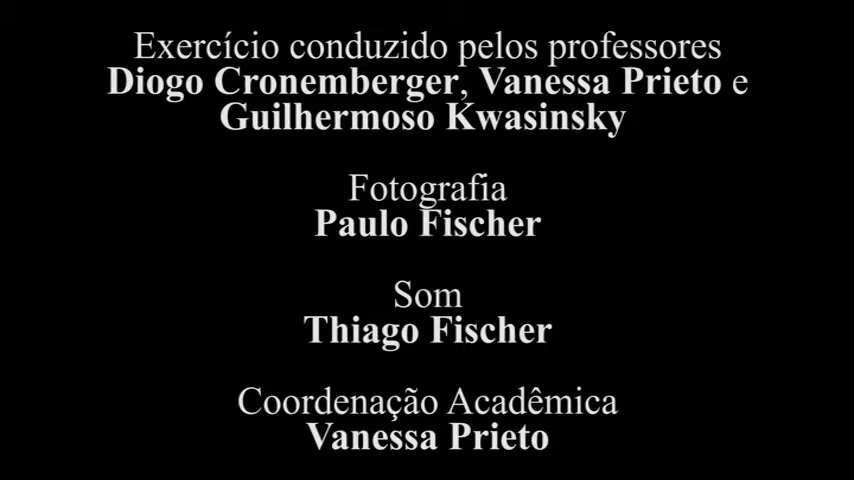 Exercício conduzido pelos professores
Diogo Cronemberger, Vanessa Prieto e
Guilhermoso Kwasinsky
Fotografia
Paulo Fischer
Som
Thiago Fischer
Coordenação Acadêmica
Vanessa Prieto